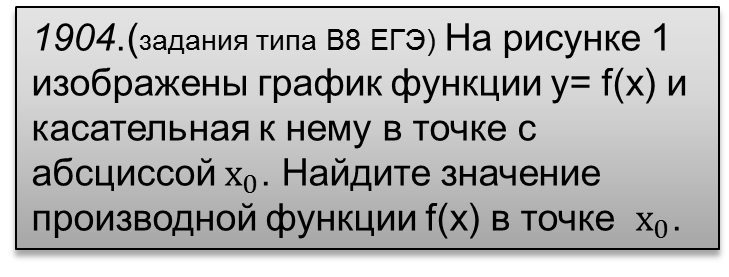 1904.(задания типа В8 ЕГЭ) На рисунке 1
изображены график функции y= f(x) и
касательная к нему в точке с
абсциссой x₀. Найдите значение
производной функции f(x) в точке x₀.